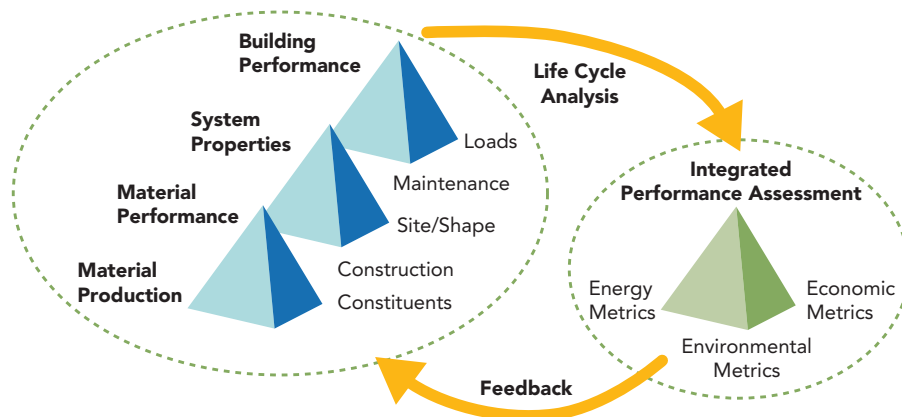 Building
Performance
System
Properties
Material
Performance
Material
Production
Loads
Maintenance
Site/Shape
Construction
Constituents
Life Cycle
Analysis
Integrated
Performance Assessment
Energy
Metrics
Economic
Metrics
Environmental
Metrics
Feedback